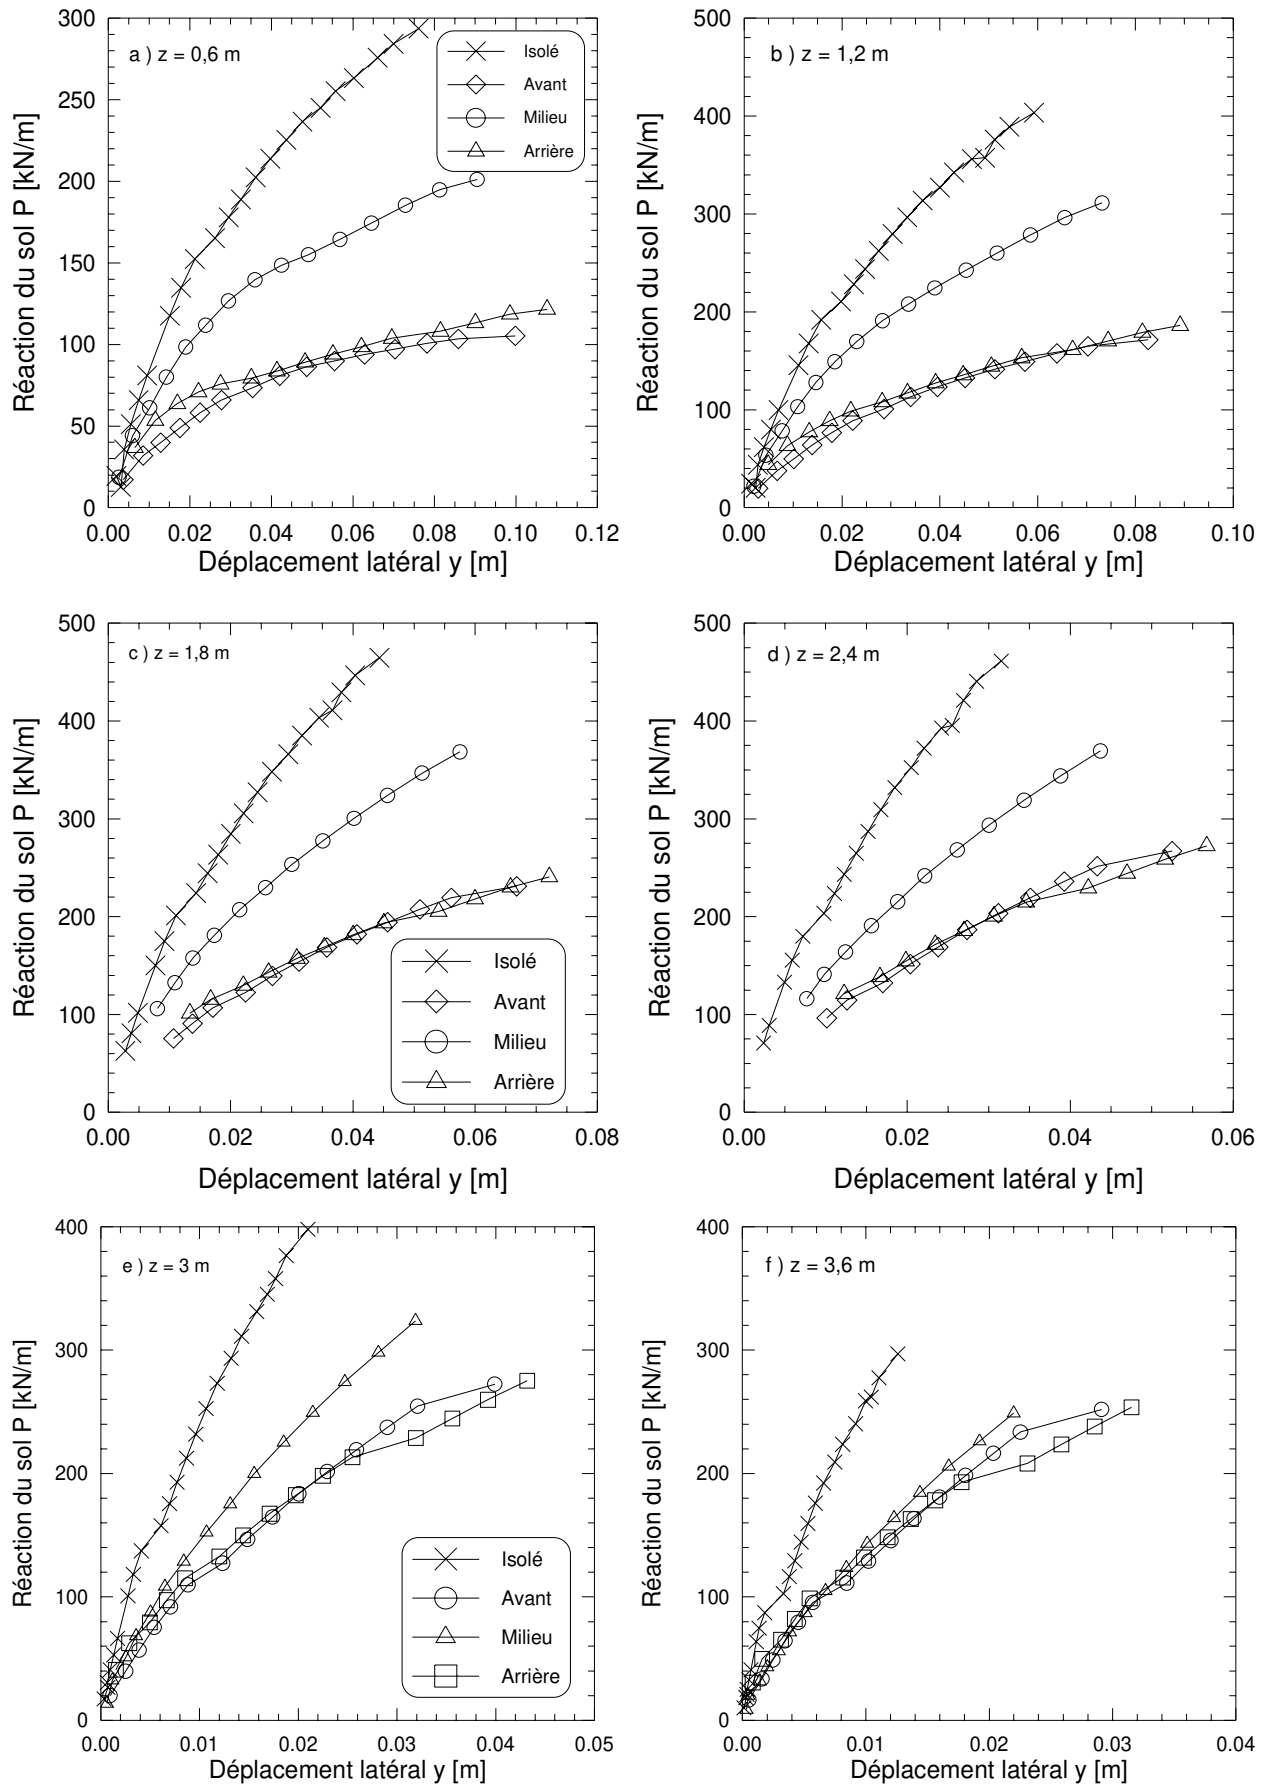 a ) z = 0,6 m
Isolé
Avant
Milieu
Arrière
300
250
200
150
100
50
0
0.00 0.02 0.04 0.06 0.08 0.10 0.12
Déplacement latéral y [m]
Réaction du sol P [kN/m]
b ) z = 1,2 m
500
400
300
200
100
0
0.00 0.02 0.04 0.06 0.08 0.10
Déplacement latéral y [m]
Réaction du sol P [kN/m]
c ) z = 1,8 m
500
400
300
200
100
0
Isolé
Avant
Milieu
Arrière
0.00 0.02 0.04 0.06 0.08
Déplacement latéral y [m]
Réaction du sol P [kN/m]
d ) z = 2,4 m
500
400
300
200
100
0
0.00 0.02 0.04 0.06
Déplacement latéral y [m]
Réaction du sol P [kN/m]
e ) z = 3 m
400
300
200
100
0
Isolé
Avant
Milieu
Arrière
0.00 0.01 0.02 0.03 0.04 0.05
Déplacement latéral y [m]
Réaction du sol P [kN/m]
f ) z = 3,6 m
400
300
200
100
0
0.00 0.01 0.02 0.03 0.04
Déplacement latéral y [m]
Réaction du sol P [kN/m]